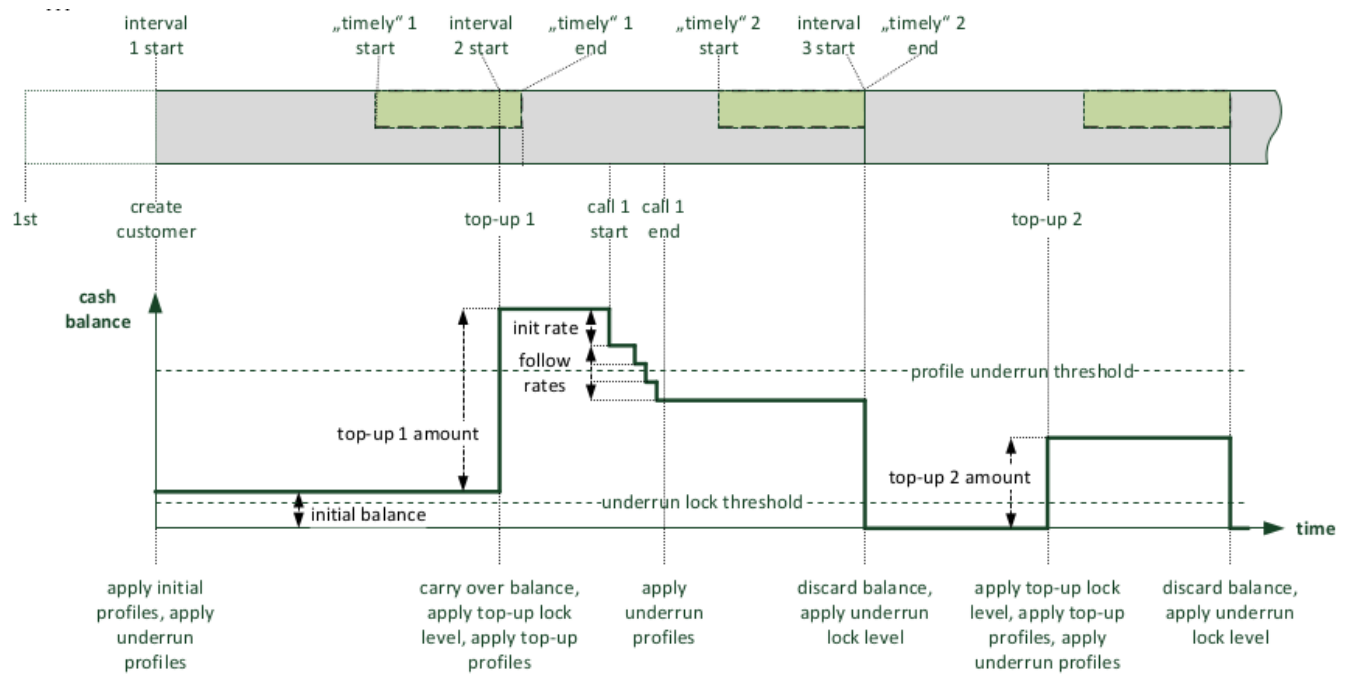 interval
1 start
„timely“ 1
start
interval
2 start
„timely“ 1
end
„timely“ 2
start
interval
3 start
„timely“ 2
end
1st
create
customer
top-up 1
call 1
start
call 1
end
top-up 2
cash
balance
init rate
follow
rates
profile underrun threshold
top-up 1 amount
top-up 2 amount
underrun lock threshold
initial balance
time
apply initial
profiles, apply
underrun
profiles
carry over balance,
apply top-up lock
level, apply top-up
profiles
apply
underrun
profiles
discard balance,
apply underrun
lock level
apply top-up lock
level, apply top-up
profiles, apply
underrun profiles
discard balance,
apply underrun
lock level